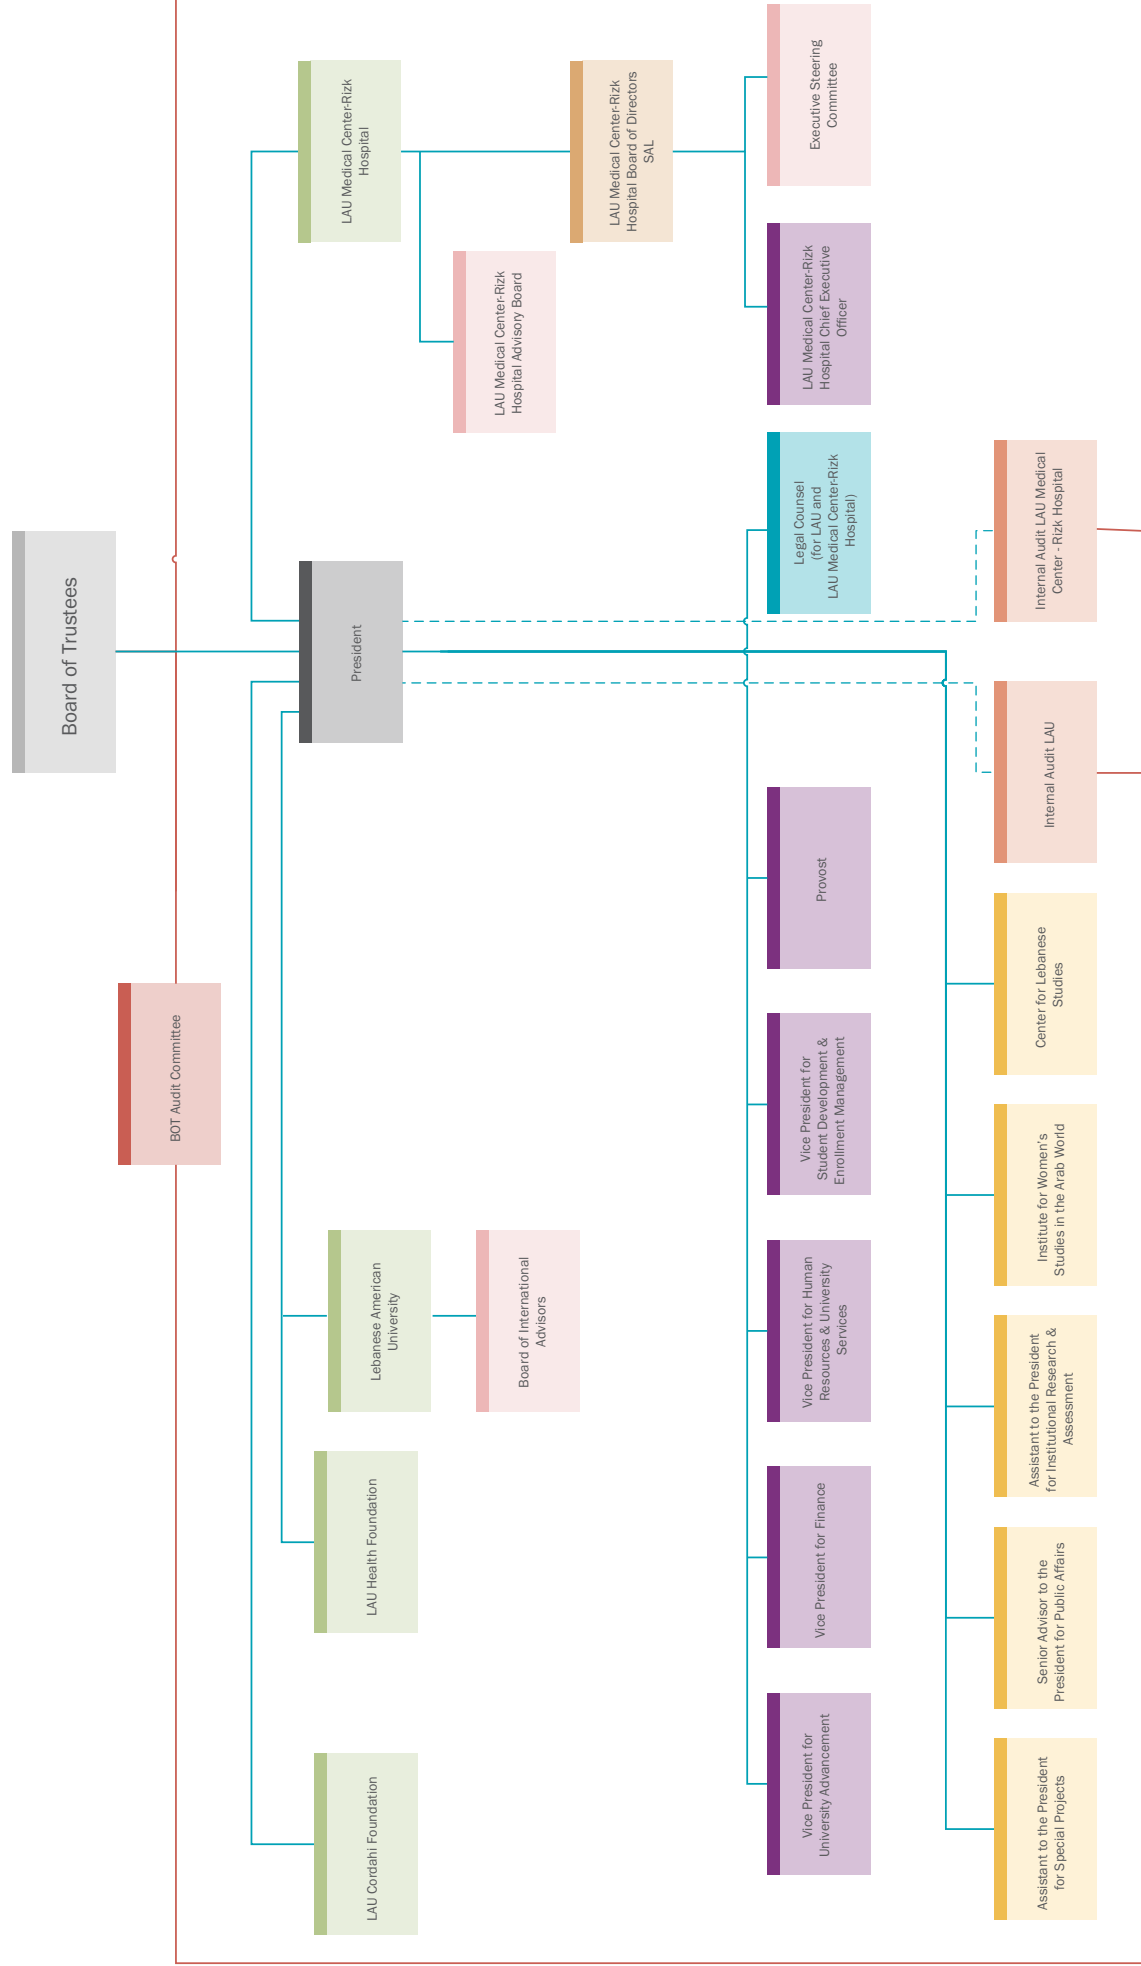 Board of Trustees
BOT Audit Committee
LAU Cordahi Foundation
LAU Health Foundation
Lebanese American
University
President
LAU Medical Center-Rizk
Hospital
Board of International
Advisors
LAU Medical Center-Rizk
Hospital Advisory Board
LAU Medical Center-Rizk
Hospital Board of Directors
SAL
Vice President for
University Advancement
Vice President for Finance
Vice President for Human
Resources & University
Services
Vice President for
Student Development &
Enrollment Management
Provost
Legal Counsel
(for LAU and
LAU Medical Center-Rizk
Hospital)
LAU Medical Center-Rizk
Hospital Chief Executive
Officer
Executive Steering
Committee
Assistant to the President
for Special Projects
Senior Advisor to the
President for Public Affairs
Assistant to the President
for Institutional Research &
Assessment
Institute for Women's
Studies in the Arab World
Center for Lebanese
Studies
Internal Audit LAU
Internal Audit LAU Medical
Center - Rizk Hospital